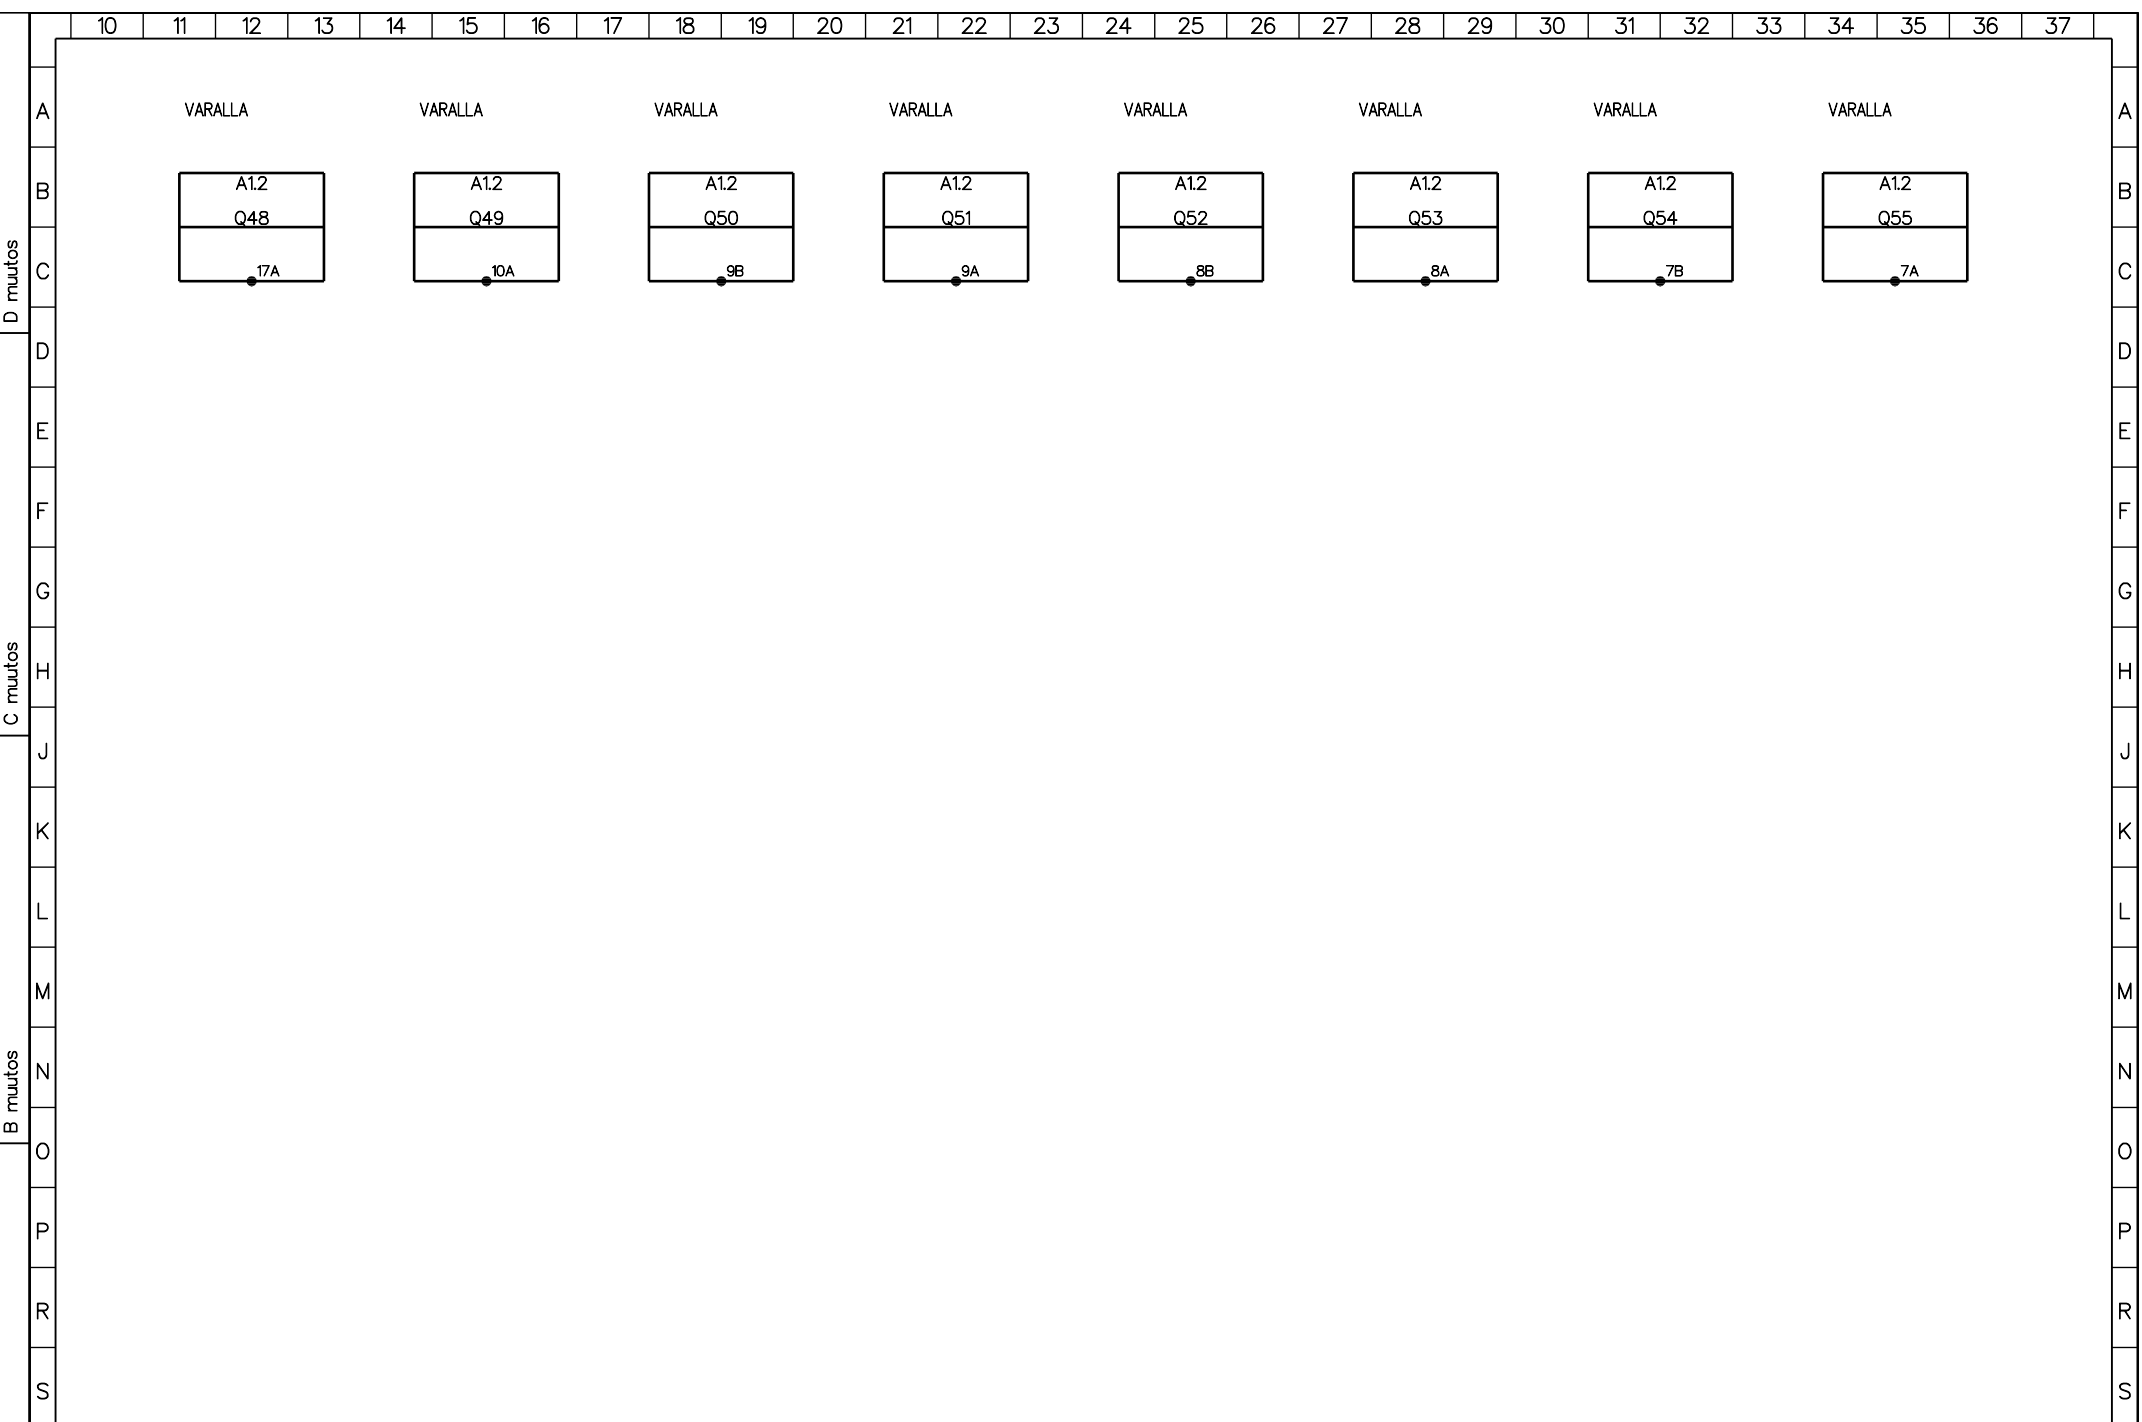 10 11 12 13 14 15 16 17 18 19 20 21 22 23 24 25 26 27 28 29 30 31 32 33 34 35 36 37
A VARALLA VARALLA VARALLA VARALLA VARALLA VARALLA VARALLA VARALLA A
A1.2 A1.2 A1.2 A1.2 A1.2 A1.2 A1.2 A1.2
B B
Q48 Q49 Q50 Q51 Q52 Q53 Q54 Q55
C 17A 10A 9B 9A 8B 8A 7B 7A C
D muutos
D D
E E
F F
G G
H H
C muutos
J J
K K
L L
M M
N N
B muutos
O O
P P
R R
S S